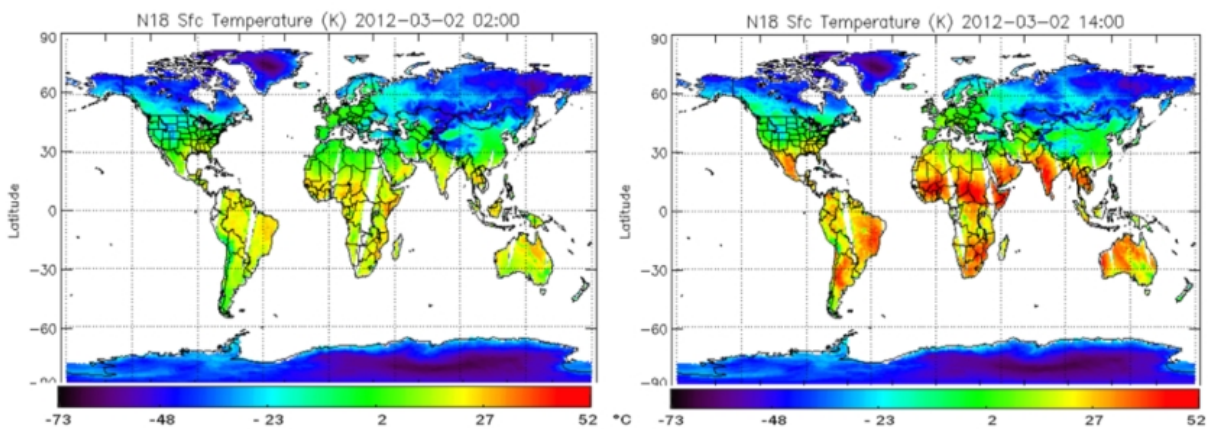 N18 Sfc Temperature (K) 2012-03-02 02:00
90
60
30
0
-30
-60
-90
Latitude
-73 -48 -23 2 27 52 °C
N18 Sfc Temperature (K) 2012-03-02 14:00
90
60
30
0
-30
-60
-90
Latitude
-73 -48 -23 2 27 52